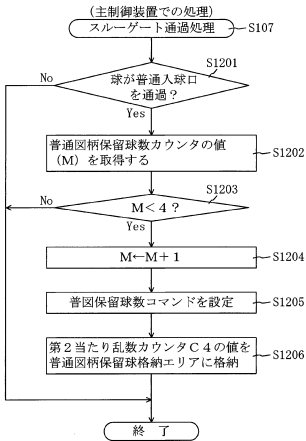 (主制御装置での処理)
スルーゲート通過処理
S107
S1201
球が普通入球口
を通過？
No
Yes
普通図柄保留球数カウンタの値
(M)を取得する
S1202
S1203
M<4？
No
Yes
M←M+1
S1204
普図保留球数コマンドを設定
S1205
第2当たり乱数カウンタC4の値を
普通図柄保留球格納エリアに格納
S1206
終了